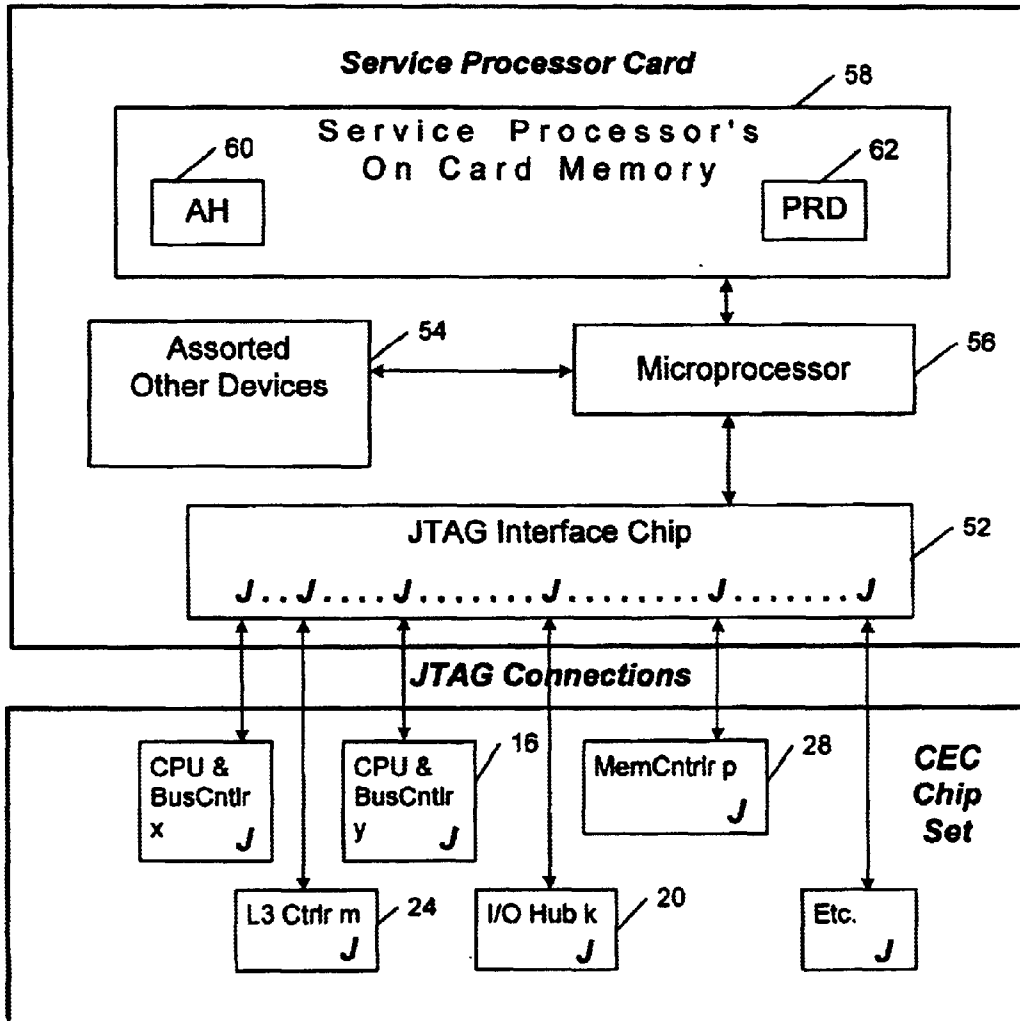 Service Processor Card
58
Service Processor's
On Card Memory
60
AH
62
PRD
Assorted
Other Devices
54
Microprocessor
56
JTAG Interface Chip
52
J..J....J.......J........J.......J
JTAG Connections
CPU &
BusCntlr
x
J
CPU &
BusCntlr
y
J
16
MemCntrlr p
J
28
CEC
Chip
Set
L3 Ctrlr m
J
24
I/O Hub k
J
20
Etc.
J